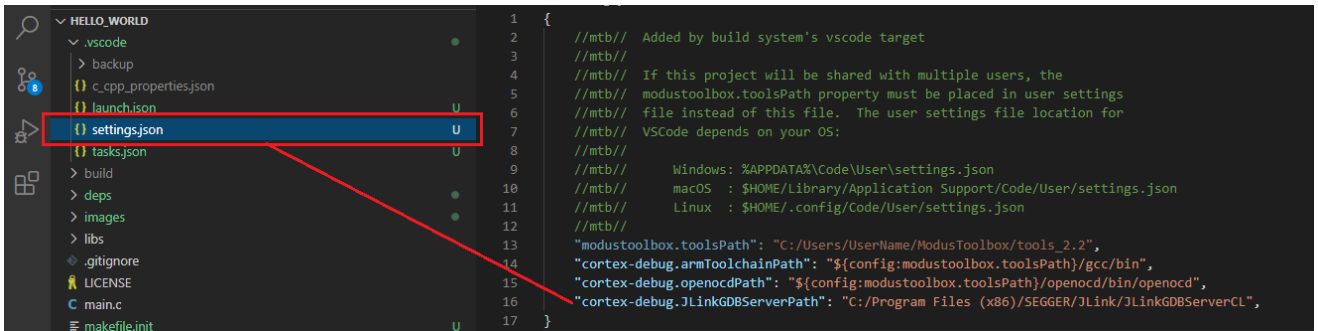 HELLO_WORLD
.vscode
backup
{} c_cpp_properties.json
{} launch.json U
{} settings.json U
{} tasks.json U
build
deps
images
libs
.gitignore
LICENSE
C main.c
makefile.init U
8
1 {
2 //mtb// Added by build system's vscode target
3 //mtb//
4 //mtb// If this project will be shared with multiple users, the
5 //mtb// modustoolbox.toolsPath property must be placed in user settings
6 //mtb// file instead of this file. The user settings file location for
7 //mtb// VSCode depends on your OS:
8 //mtb//
9 //mtb// Windows: %APPDATA%\Code\User\settings.json
10 //mtb// macOS : $HOME/Library/Application Support/Code/User/settings.json
11 //mtb// Linux : $HOME/.config/Code/User/settings.json
12 //mtb//
13 "modustoolbox.toolsPath": "C:/Users/UserName/ModusToolbox/tools_2.2",
14 "cortex-debug.armToolchainPath": "${config:modustoolbox.toolsPath}/gcc/bin",
15 "cortex-debug.openocdPath": "${config:modustoolbox.toolsPath}/openocd/bin/openocd",
16 "cortex-debug.JLinkGDBServerPath": "C:/Program Files (x86)/SEGGER/JLink/JLinkGDBServerCL",
17 }